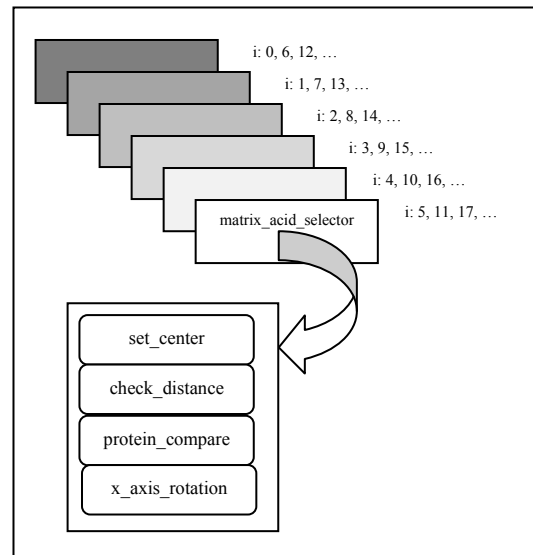 i: 0, 6, 12, …
i: 1, 7, 13, …
i: 2, 8, 14, …
i: 3, 9, 15, …
i: 4, 10, 16, …
i: 5, 11, 17, …
matrix_acid_selector
set_center
check_distance
protein_compare
x_axis_rotation